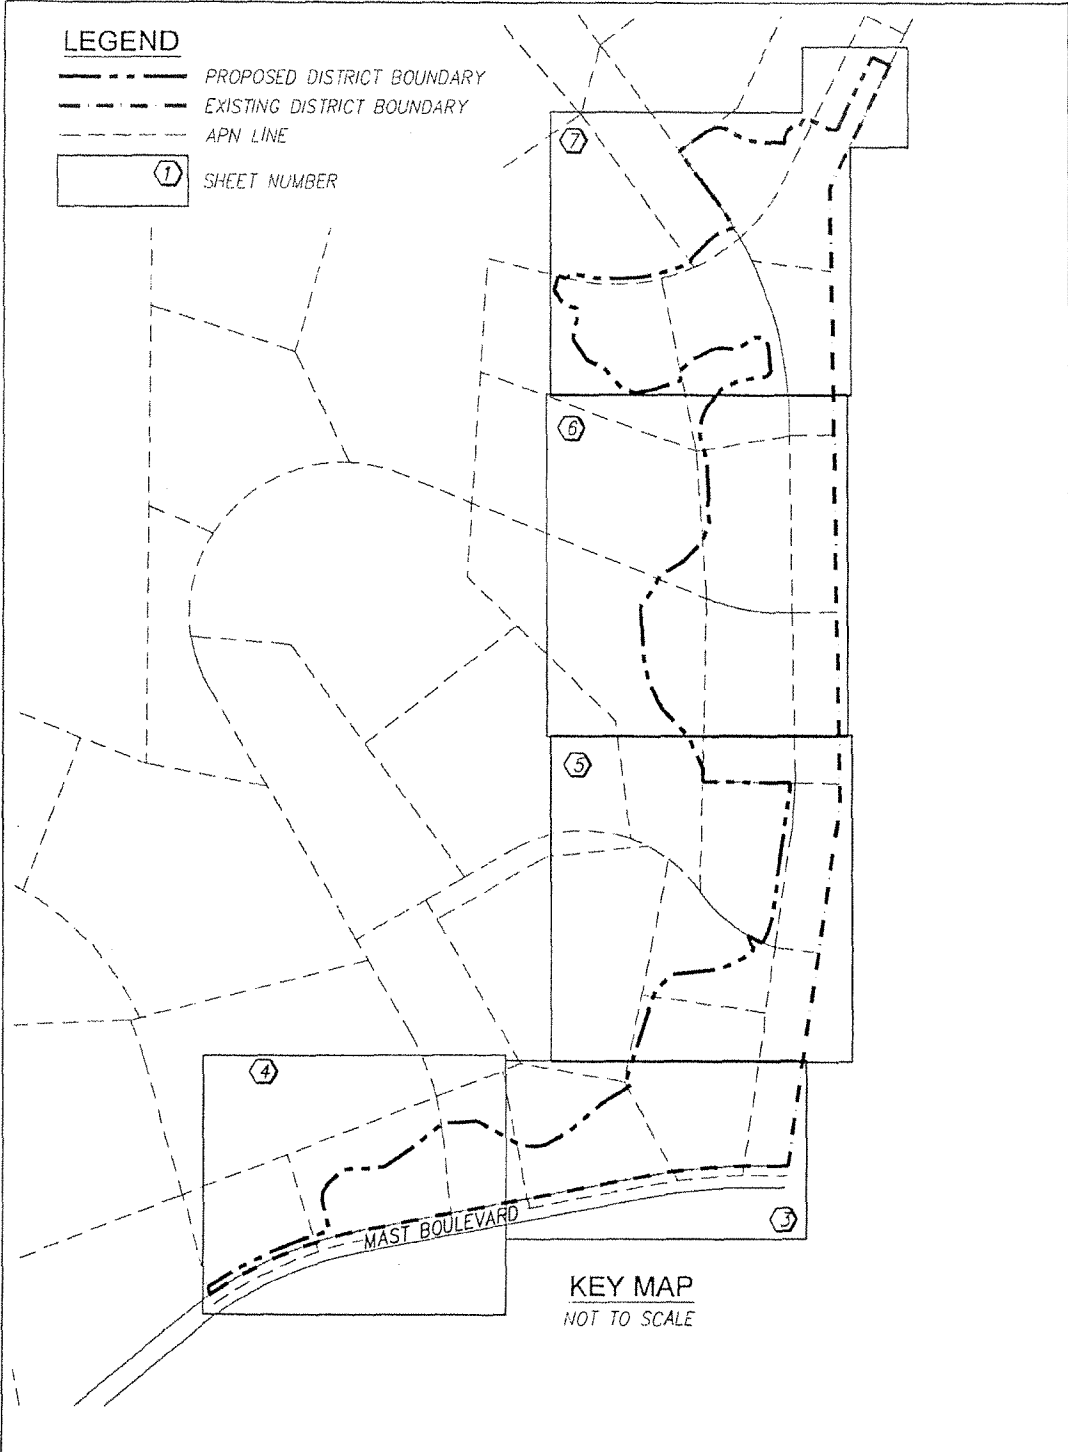 LEGEND
PROPOSED DISTRICT BOUNDARY
EXISTING DISTRICT BOUNDARY
APN LINE
1
SHEET NUMBER
7
6
5
4
3
MAST BOULEVARD
KEY MAP
NOT TO SCALE